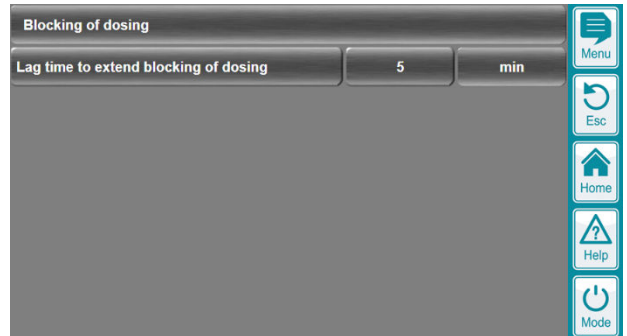 Blocking of dosing
Menu
Lag time to extend blocking of dosing 5 min
Esc
Home
?
Help
Mode